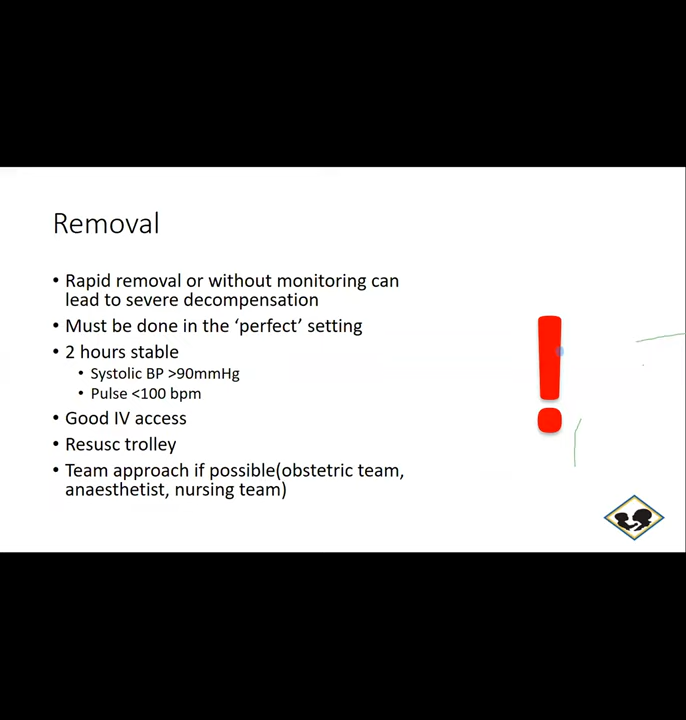 Removal
• Rapid removal or without monitoring can
lead to severe decompensation
• Must be done in the ‘perfect’ setting
• 2 hours stable
• Systolic BP >90mmHg
• Pulse <100 bpm
• Good IV access
• Resusc trolley
• Team approach if possible(obstetric team,
anaesthetist, nursing team)